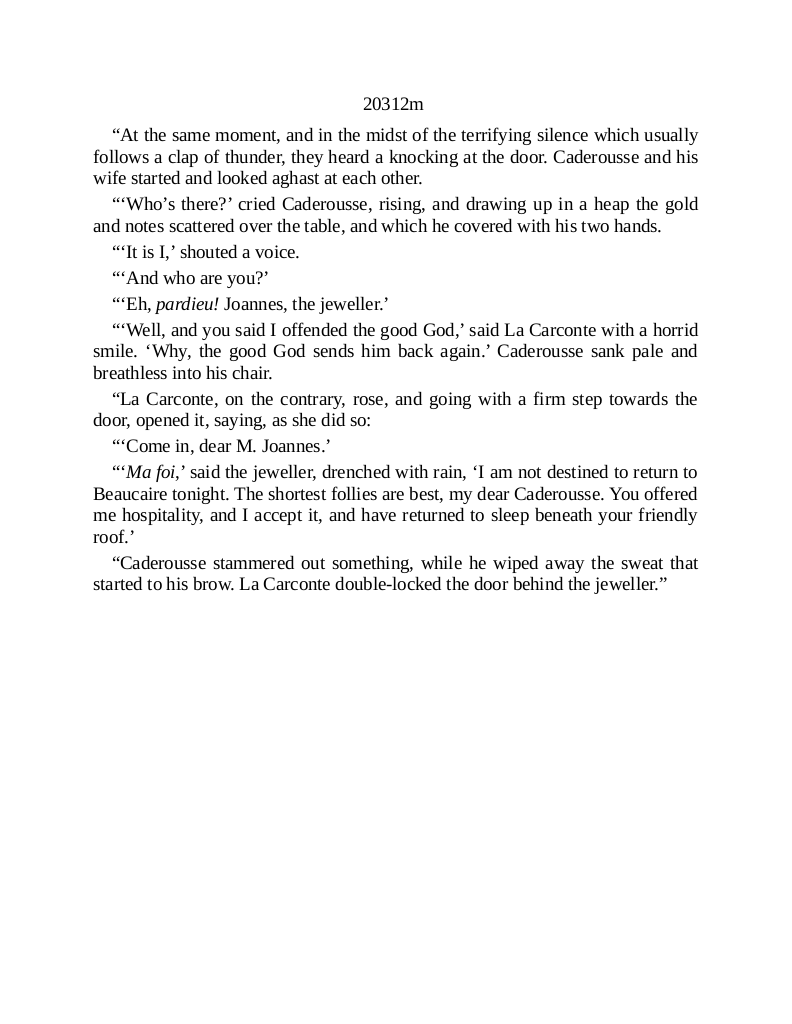 20312m
“At the same moment, and in the midst of the terrifying silence which usually
follows a clap of thunder, they heard a knocking at the door. Caderousse and his
wife started and looked aghast at each other.
“‘Who’s there?’ cried Caderousse, rising, and drawing up in a heap the gold
and notes scattered over the table, and which he covered with his two hands.
“‘It is I,’ shouted a voice.
“‘And who are you?’
“‘Eh, pardieu! Joannes, the jeweller.’
“‘Well, and you said I offended the good God,’ said La Carconte with a horrid
smile. ‘Why, the good God sends him back again.’ Caderousse sank pale and
breathless into his chair.
“La Carconte, on the contrary, rose, and going with a firm step towards the
door, opened it, saying, as she did so:
“‘Come in, dear M. Joannes.’
“‘Ma foi,’ said the jeweller, drenched with rain, ‘I am not destined to return to
Beaucaire tonight. The shortest follies are best, my dear Caderousse. You offered
me hospitality, and I accept it, and have returned to sleep beneath your friendly
roof.’
“Caderousse stammered out something, while he wiped away the sweat that
started to his brow. La Carconte double-locked the door behind the jeweller.”